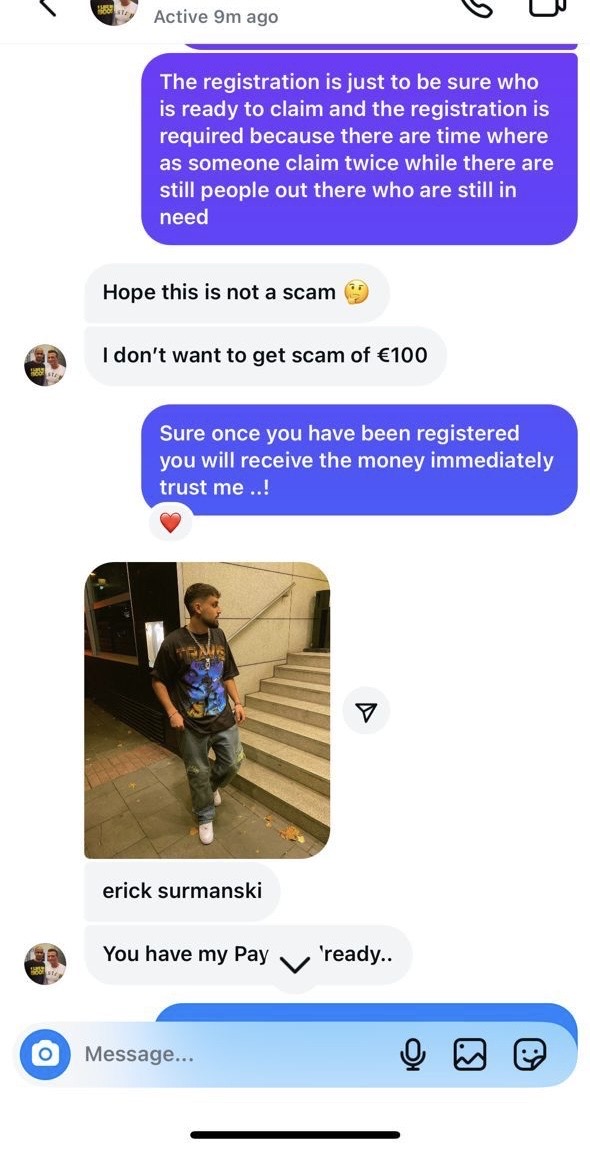 Active 9m ago
The registration is just to be sure who
is ready to claim and the registration is
required because there are time where
as someone claim twice while there are
still people out there who are still in
need
Hope this is not a scam 🤔
I don't want to get scam of €100
Sure once you have been registered
you will receive the money immediately
trust me ..!
erick surmanski
You have my Pay 'ready..
Message...